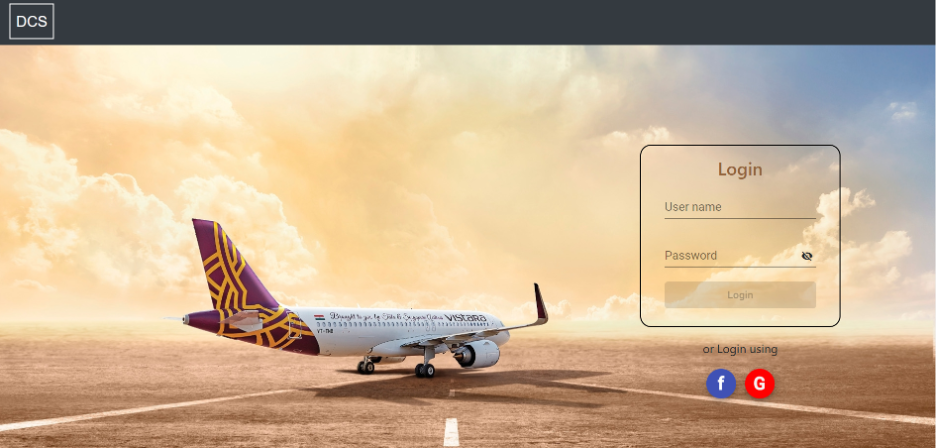 DCS
Login
User name
Password
Login
or Login using
f
G
Brought to you by Tata & Singapore Airlines
vistara
VT-TNB